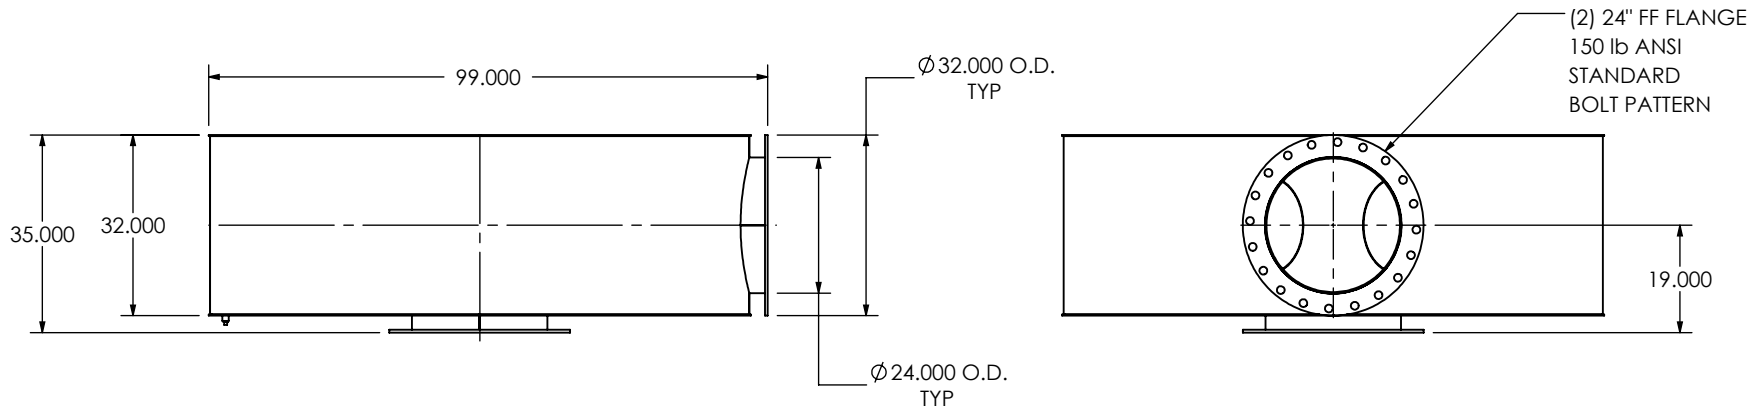 (2) 24" FF FLANGE
150 lb ANSI
STANDARD
BOLT PATTERN
99.000
Ø32.000 O.D.
TYP
35.000
32.000
19.000
Ø24.000 O.D.
TYP